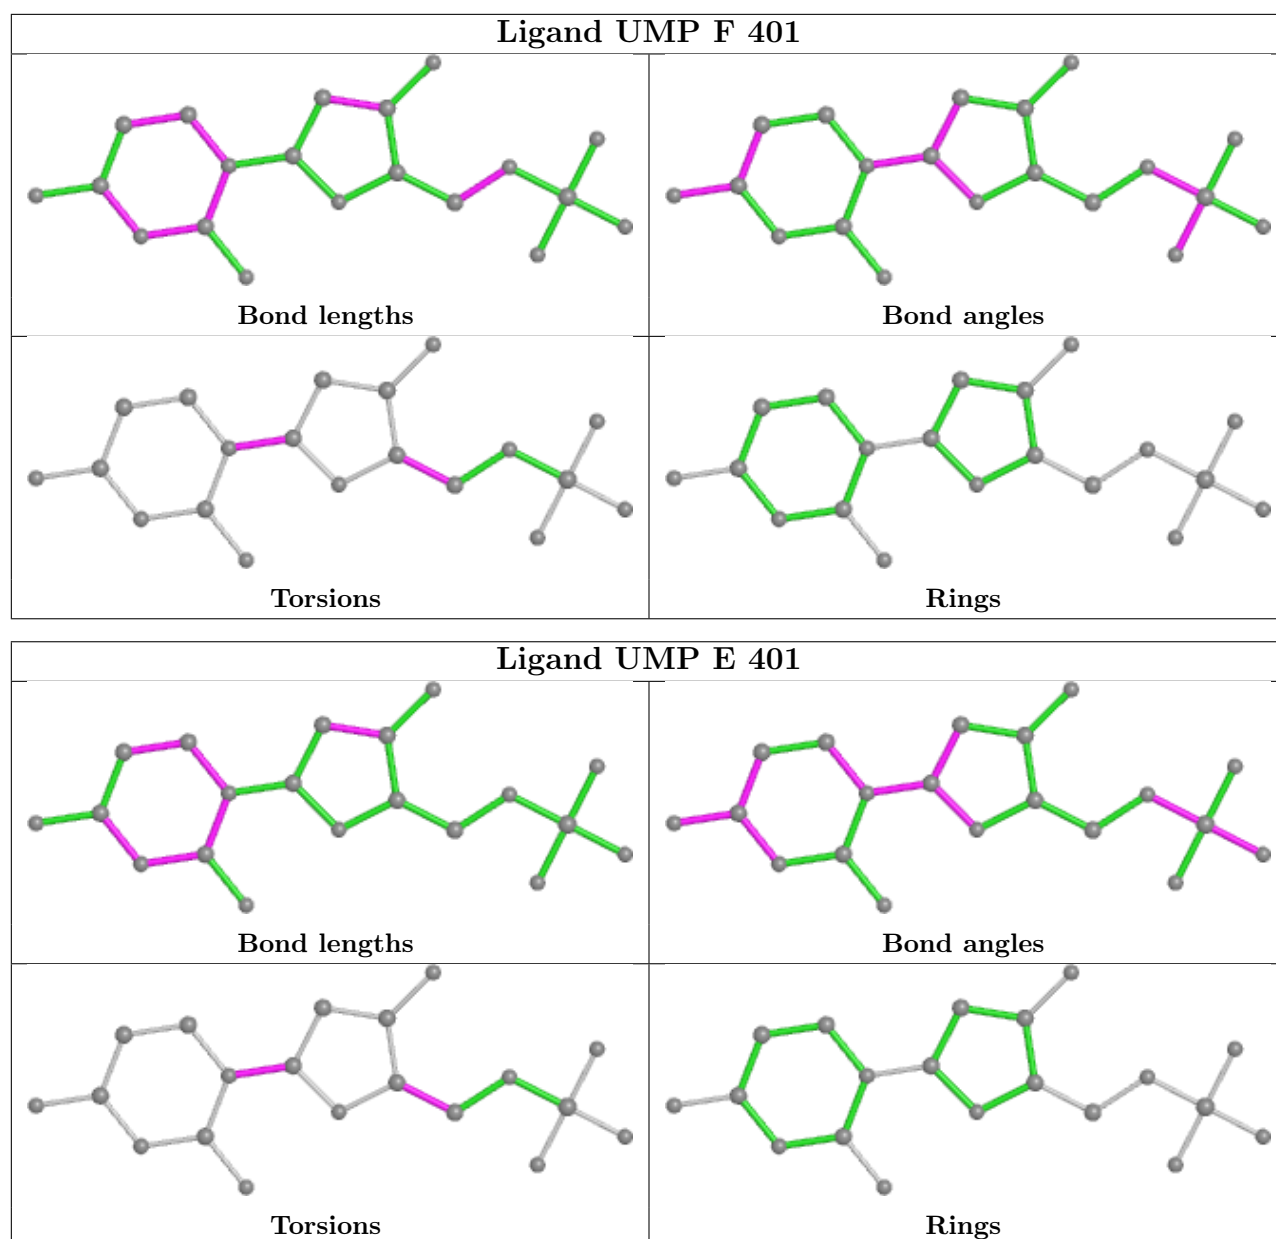 Ligand UMP F 401
Bond lengths
Bond angles
Torsions
Rings
Ligand UMP E 401
Bond lengths
Bond angles
Torsions
Rings